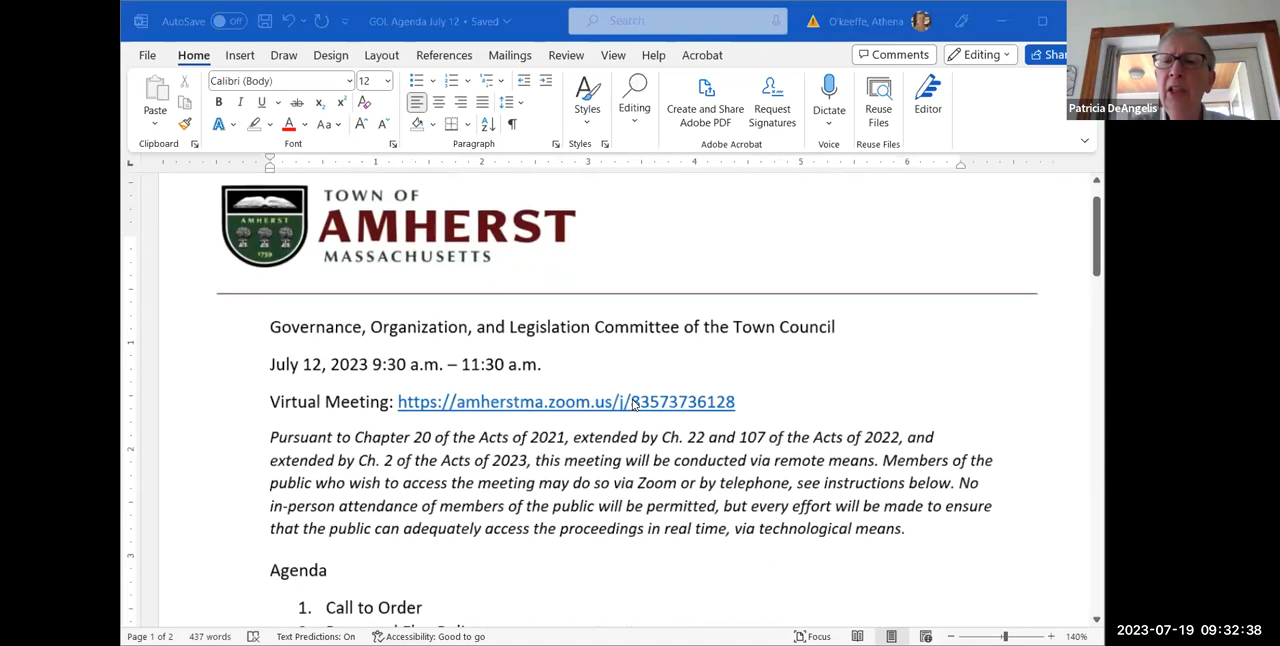 AutoSave Off GOL Agenda July 12 • Saved Search O'keeffe, Athena
File Home Insert Draw Design Layout References Mailings Review View Help Acrobat Comments Editing Shar
Patricia DeAngelis
Calibri (Body) 12
Paste Styles Editing Create and Share Adobe PDF Request Signatures Dictate Reuse Files Editor
Clipboard Font Paragraph Styles Adobe Acrobat Voice Reuse Files
1 2 3 4 5 6
TOWN OF
AMHERST
MASSACHUSETTS
AMHERST
1759
Governance, Organization, and Legislation Committee of the Town Council
July 12, 2023 9:30 a.m. – 11:30 a.m.
Virtual Meeting: https://amherstma.zoom.us/j/83573736128
Pursuant to Chapter 20 of the Acts of 2021, extended by Ch. 22 and 107 of the Acts of 2022, and
extended by Ch. 2 of the Acts of 2023, this meeting will be conducted via remote means. Members of the
public who wish to access the meeting may do so via Zoom or by telephone, see instructions below. No
in-person attendance of members of the public will be permitted, but every effort will be made to ensure
that the public can adequately access the proceedings in real time, via technological means.
Agenda
1. Call to Order
Page 1 of 2 437 words Text Predictions: On Accessibility: Good to go Focus 140%
2023-07-19 09:32:38